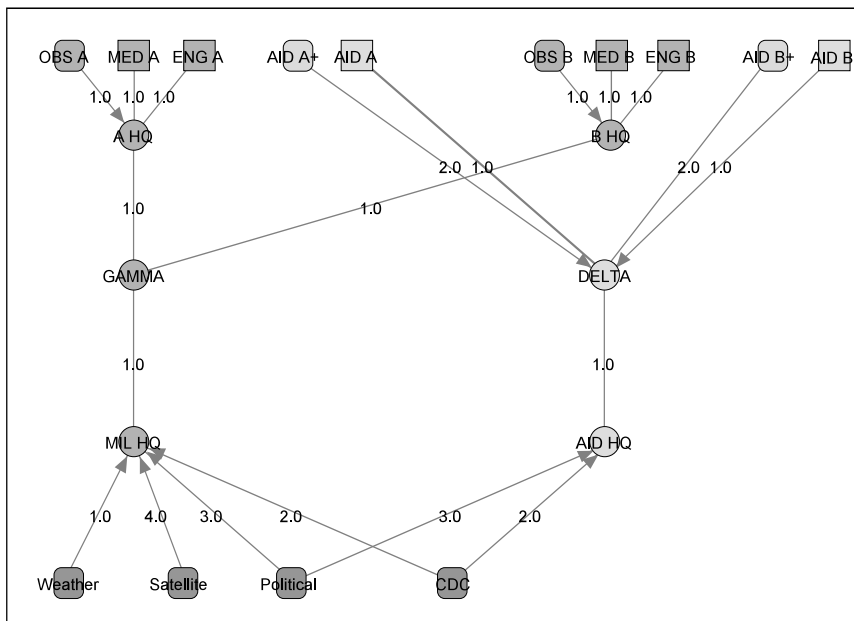 OBS A
MED A
ENG A
AID A+
AID A
OBS B
MED B
ENG B
AID B+
AID B
1.0 1.0 1.0
1.0 1.0 1.0
A HQ
B HQ
2.0 1.0
2.0 1.0
1.0
1.0
GAMMA
DELTA
1.0
1.0
MIL HQ
AID HQ
1.0
4.0
3.0
2.0
3.0
2.0
Weather
Satellite
Political
CDC